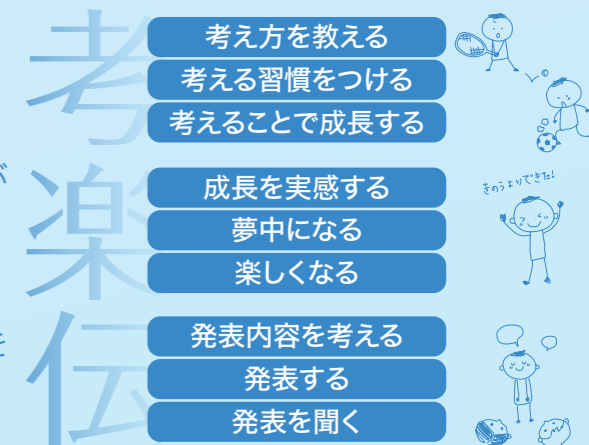 考
考え方を教える
考える習慣をつける
考えることで成長する
が
楽
成長を実感する
夢中になる
楽しくなる
きのうよりできた!
を
伝
発表内容を考える
発表する
発表を聞く